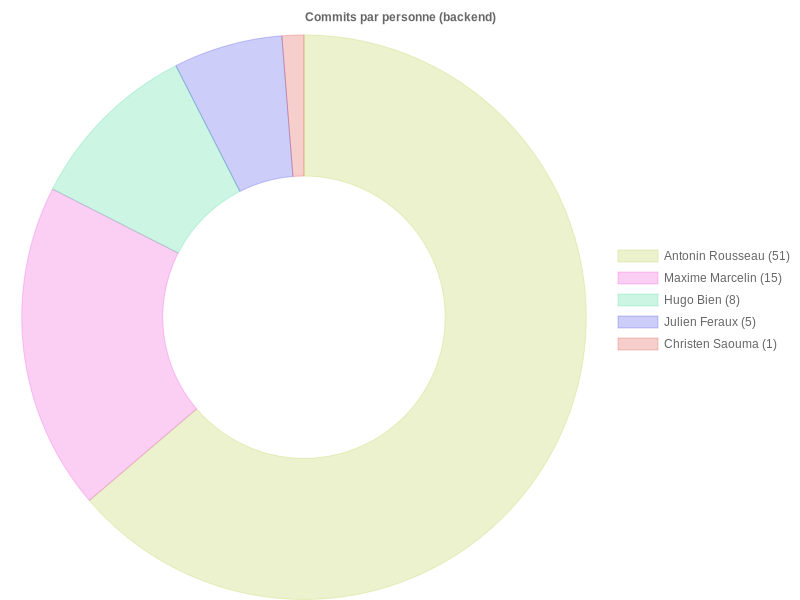 Commits par personne (backend)
Antonin Rousseau (51)
Maxime Marcelin (15)
Hugo Bien (8)
Julien Feraux (5)
Christen Saouma (1)